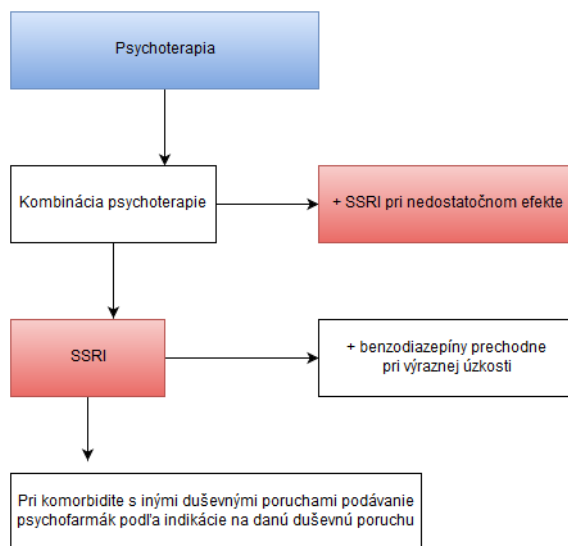 Psychoterapia
Kombinácia psychoterapie
+ SSRI pri nedostatočnom efekte
SSRI
+ benzodiazepíny prechodne
pri výraznej úzkosti
Pri komorbidite s inými duševnými poruchami podávanie
psychofarmák podľa indikácie na danú duševnú poruchu